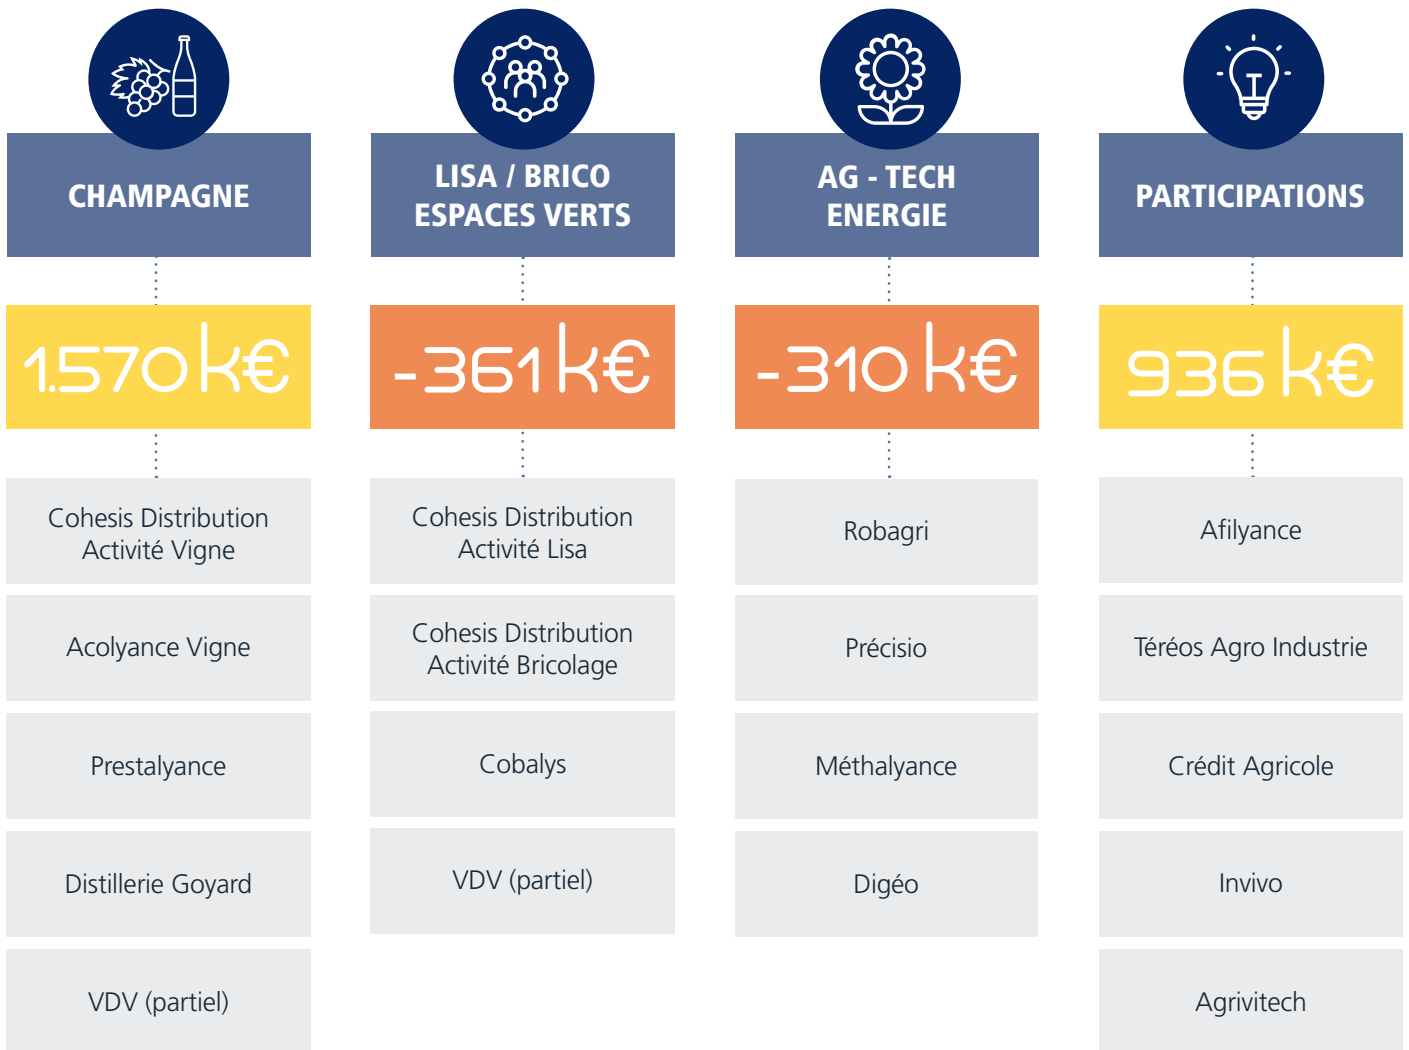 CHAMPAGNE
1.570 k€
Cohesis Distribution
Activité Vigne
Acolyance Vigne
Prestalyance
Distillerie Goyard
VDV (partiel)
LISA / BRICO
ESPACES VERTS
-361 k€
Cohesis Distribution
Activité Lisa
Cohesis Distribution
Activité Bricolage
Cobalys
VDV (partiel)
AG - TECH
ENERGIE
-310 k€
Robagri
Précisio
Méthalyance
Digéo
PARTICIPATIONS
936 k€
Afilyance
Téréos Agro Industrie
Crédit Agricole
Invivo
Agrivitech